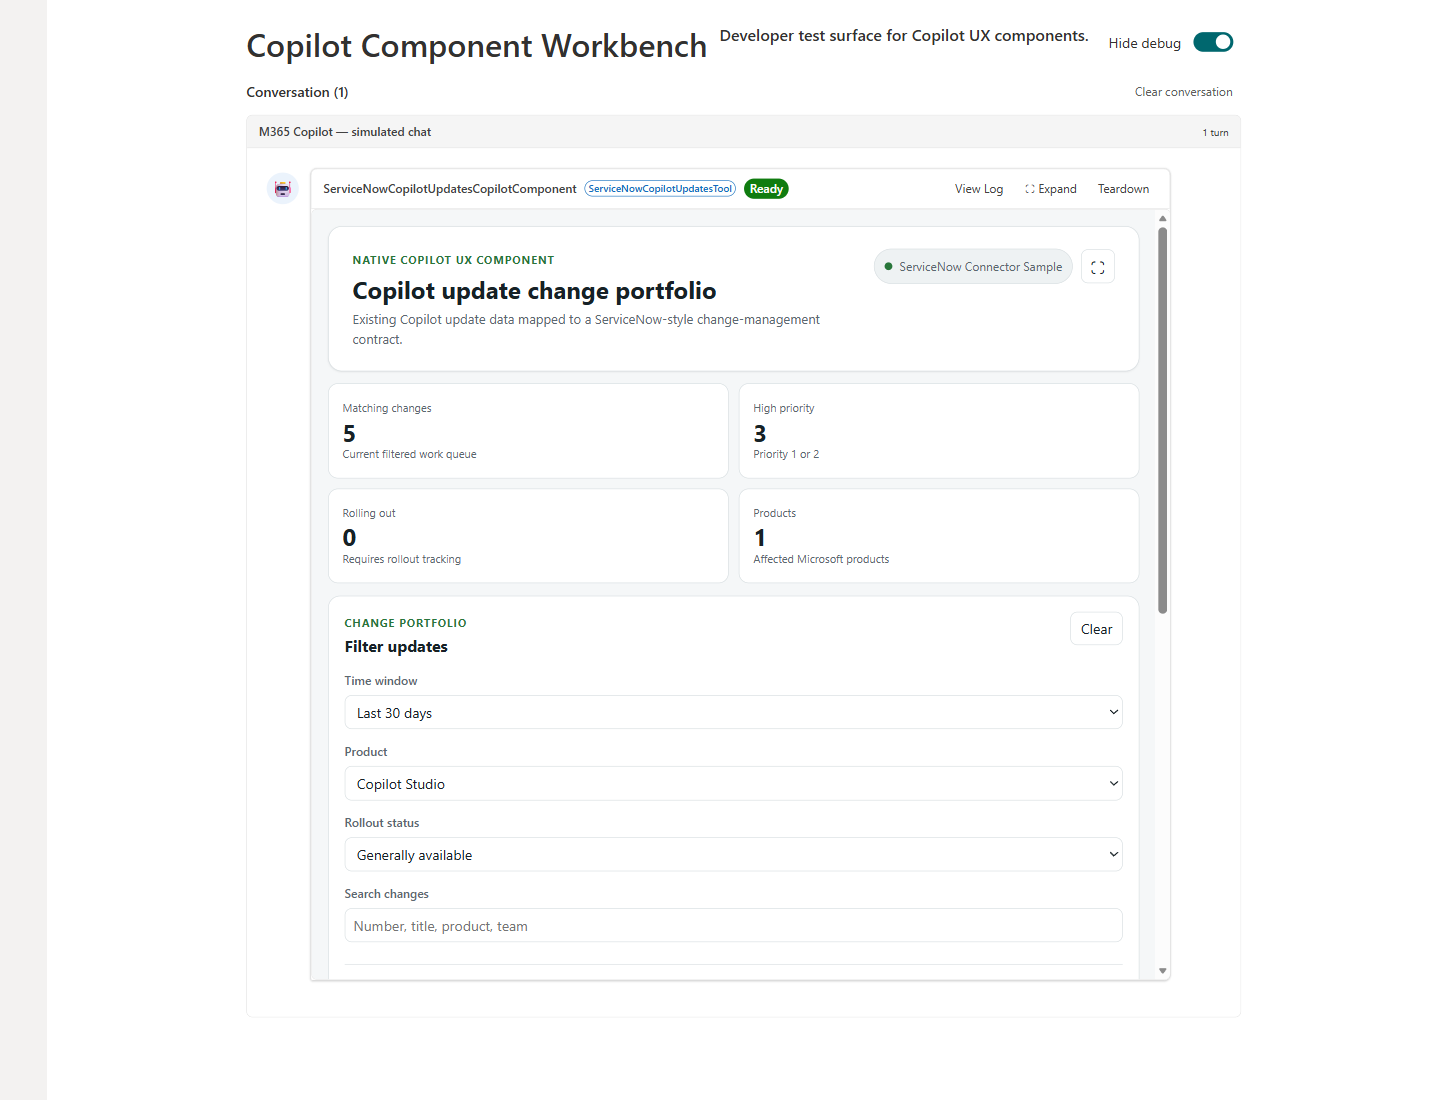 Copilot Component Workbench
Developer test surface for Copilot UX components.
Hide debug
Conversation (1)
Clear conversation
M365 Copilot — simulated chat
1 turn
ServiceNowCopilotUpdatesCopilotComponent
ServiceNowCopilotUpdatesTool
Ready
View Log
Expand
Teardown
NATIVE COPILOT UX COMPONENT
ServiceNow Connector Sample
Copilot update change portfolio
Existing Copilot update data mapped to a ServiceNow-style change-management
contract.
Matching changes
5
Current filtered work queue
High priority
3
Priority 1 or 2
Rolling out
0
Requires rollout tracking
Products
1
Affected Microsoft products
CHANGE PORTFOLIO
Filter updates
Clear
Time window
Last 30 days
Product
Copilot Studio
Rollout status
Generally available
Search changes
Number, title, product, team